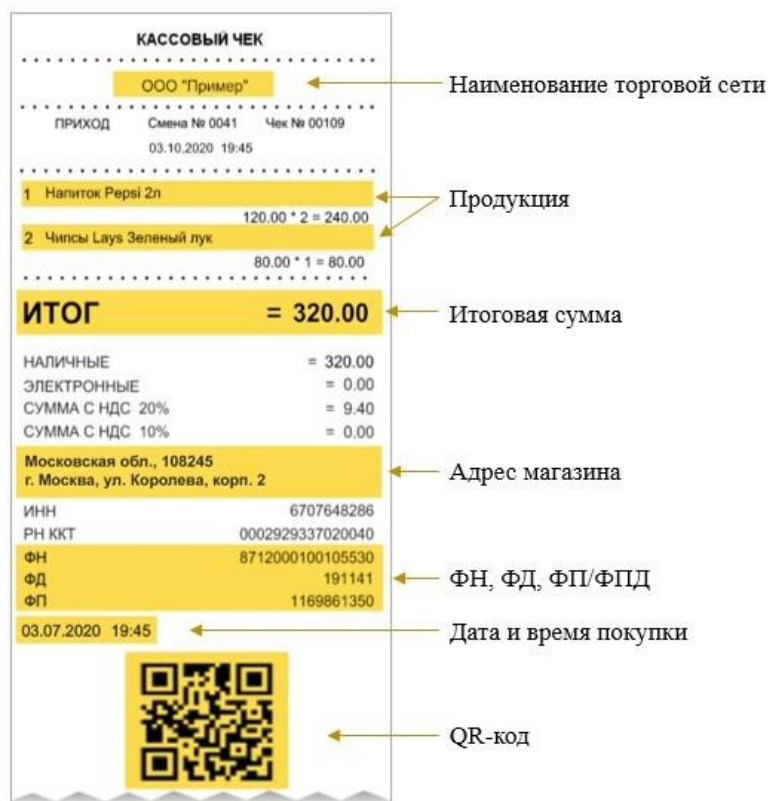 КАССОВЫЙ ЧЕК
ООО "Пример"
Наименование торговой сети
ПРИХОД Смена № 0041 Чек № 00109
03.10.2020 19:45
1 Напиток Pepsi 2л
Продукция
120.00 * 2 = 240.00
2 Чипсы Lays Зеленый лук
80.00 * 1 = 80.00
ИТОГ = 320.00
Итоговая сумма
НАЛИЧНЫЕ = 320.00
ЭЛЕКТРОННЫЕ = 0.00
СУММА С НДС 20% = 9.40
СУММА С НДС 10% = 0.00
Московская обл., 108245
г. Москва, ул. Королева, корп. 2
Адрес магазина
ИНН 6707648286
РН ККТ 0002929337020040
ФН 8712000100105530
ФД 191141
ФН, ФД, ФП/ФПД
ФП 1169861350
03.07.2020 19:45
Дата и время покупки
QR-код